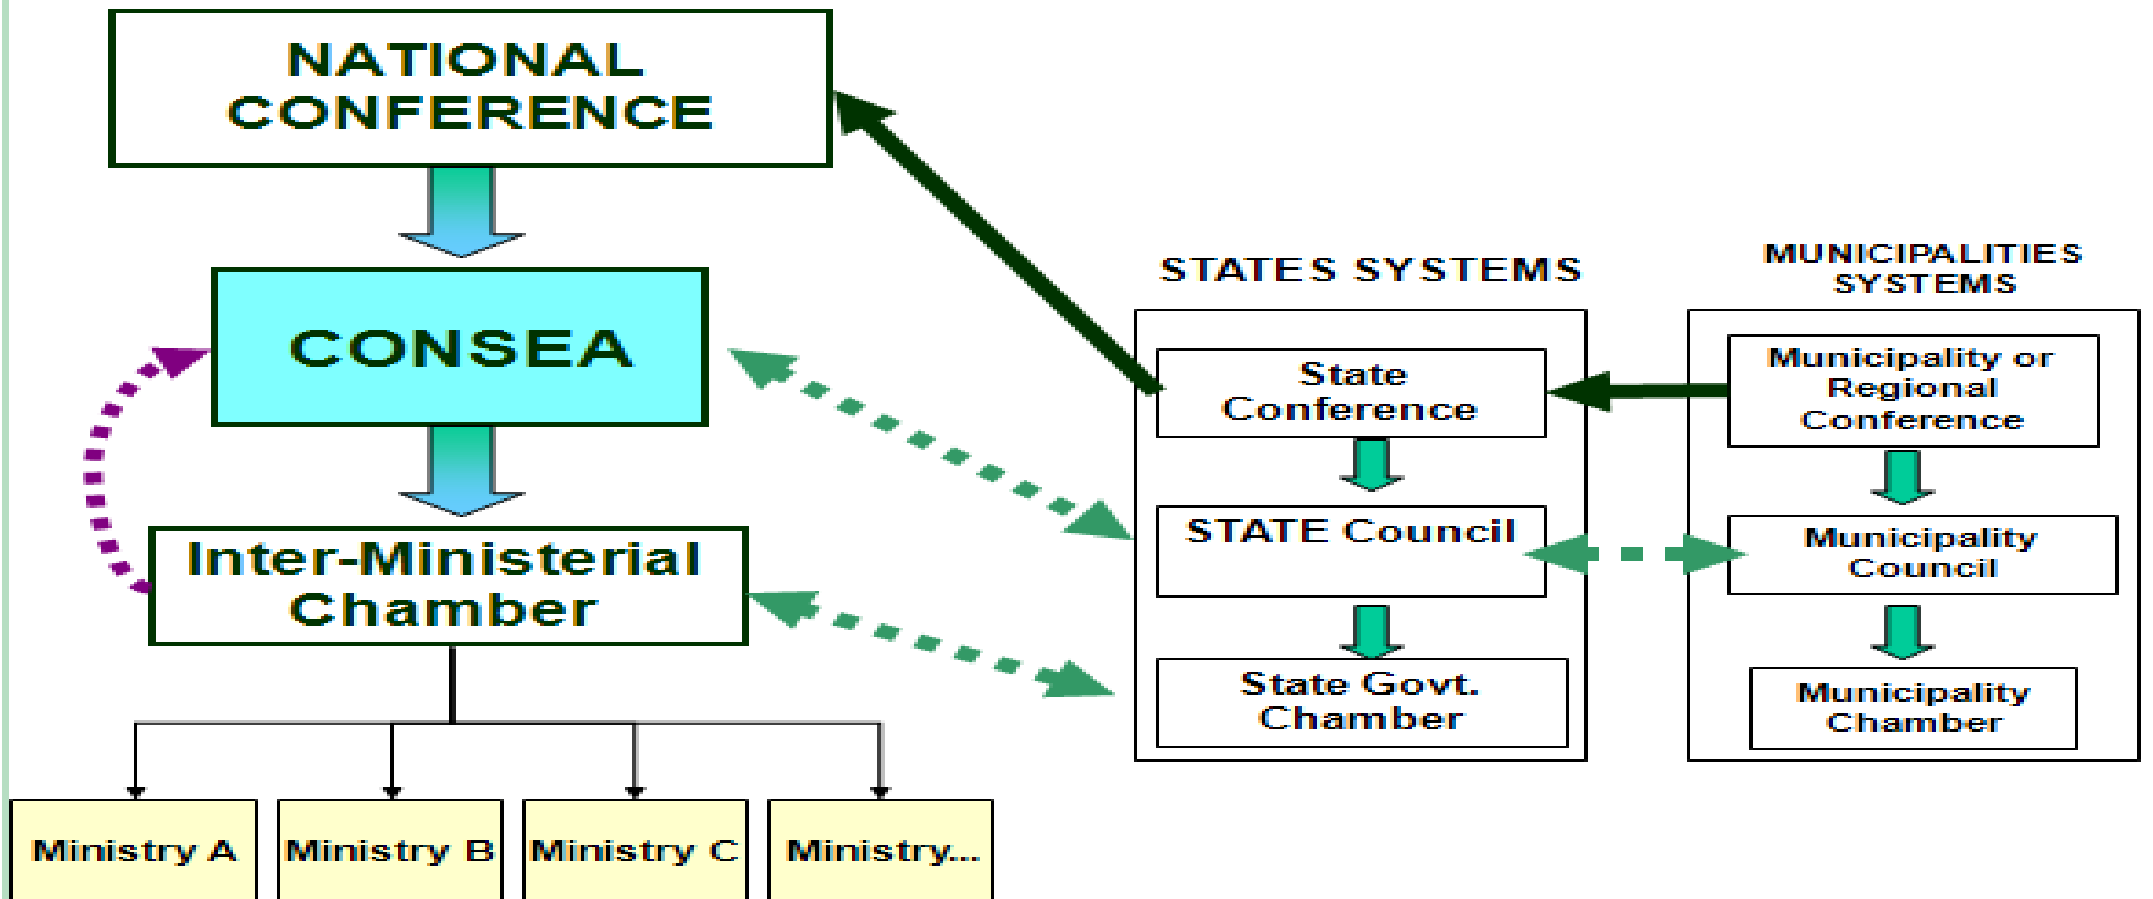 NATIONAL
CONFERENCE
CONSEA
Inter-Ministerial
Chamber
Ministry A
Ministry B
Ministry C
Ministry...
STATES SYSTEMS
State
Conference
STATE Council
State Govt.
Chamber
MUNICIPALITIES
SYSTEMS
Municipality or
Regional
Conference
Municipality
Council
Municipality
Chamber